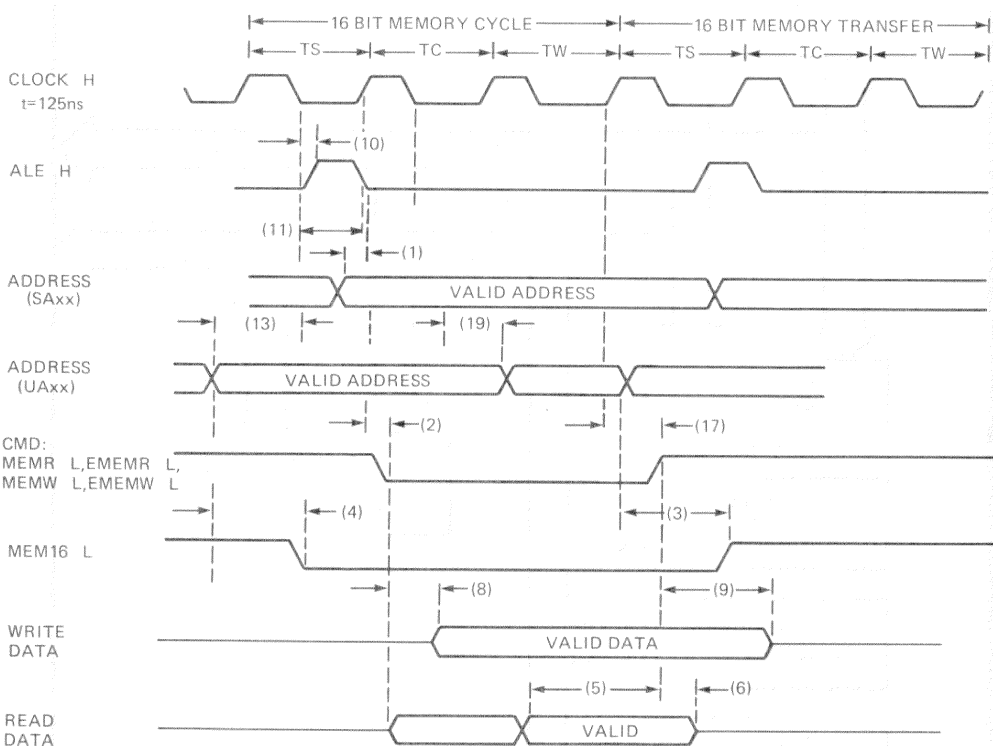 16 BIT MEMORY CYCLE 16 BIT MEMORY TRANSFER
TS TC TW TS TC TW
CLOCK H
t=125ns
(10)
ALE H
(11)
(1)
ADDRESS
(SAxx)
VALID ADDRESS
(13)
(19)
ADDRESS
(UAxx)
VALID ADDRESS
(2)
(17)
CMD:
MEMR L,EMEMR L,
MEMW L,EMEMW L
(4)
(3)
MEM16 L
(8)
(9)
WRITE
DATA
VALID DATA
(5)
(6)
READ
DATA
VALID